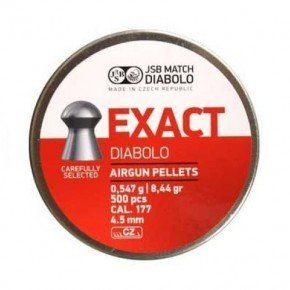 JSB
JSB MATCH
DIABOLO
MADE IN CZECH REPUBLIC
EXACT
DIABOLO
CAREFULLY
SELECTED
AIRGUN PELLETS
0,547 g | 8,44 gr
500 pcs
CAL. 177
4.5 mm
CZ